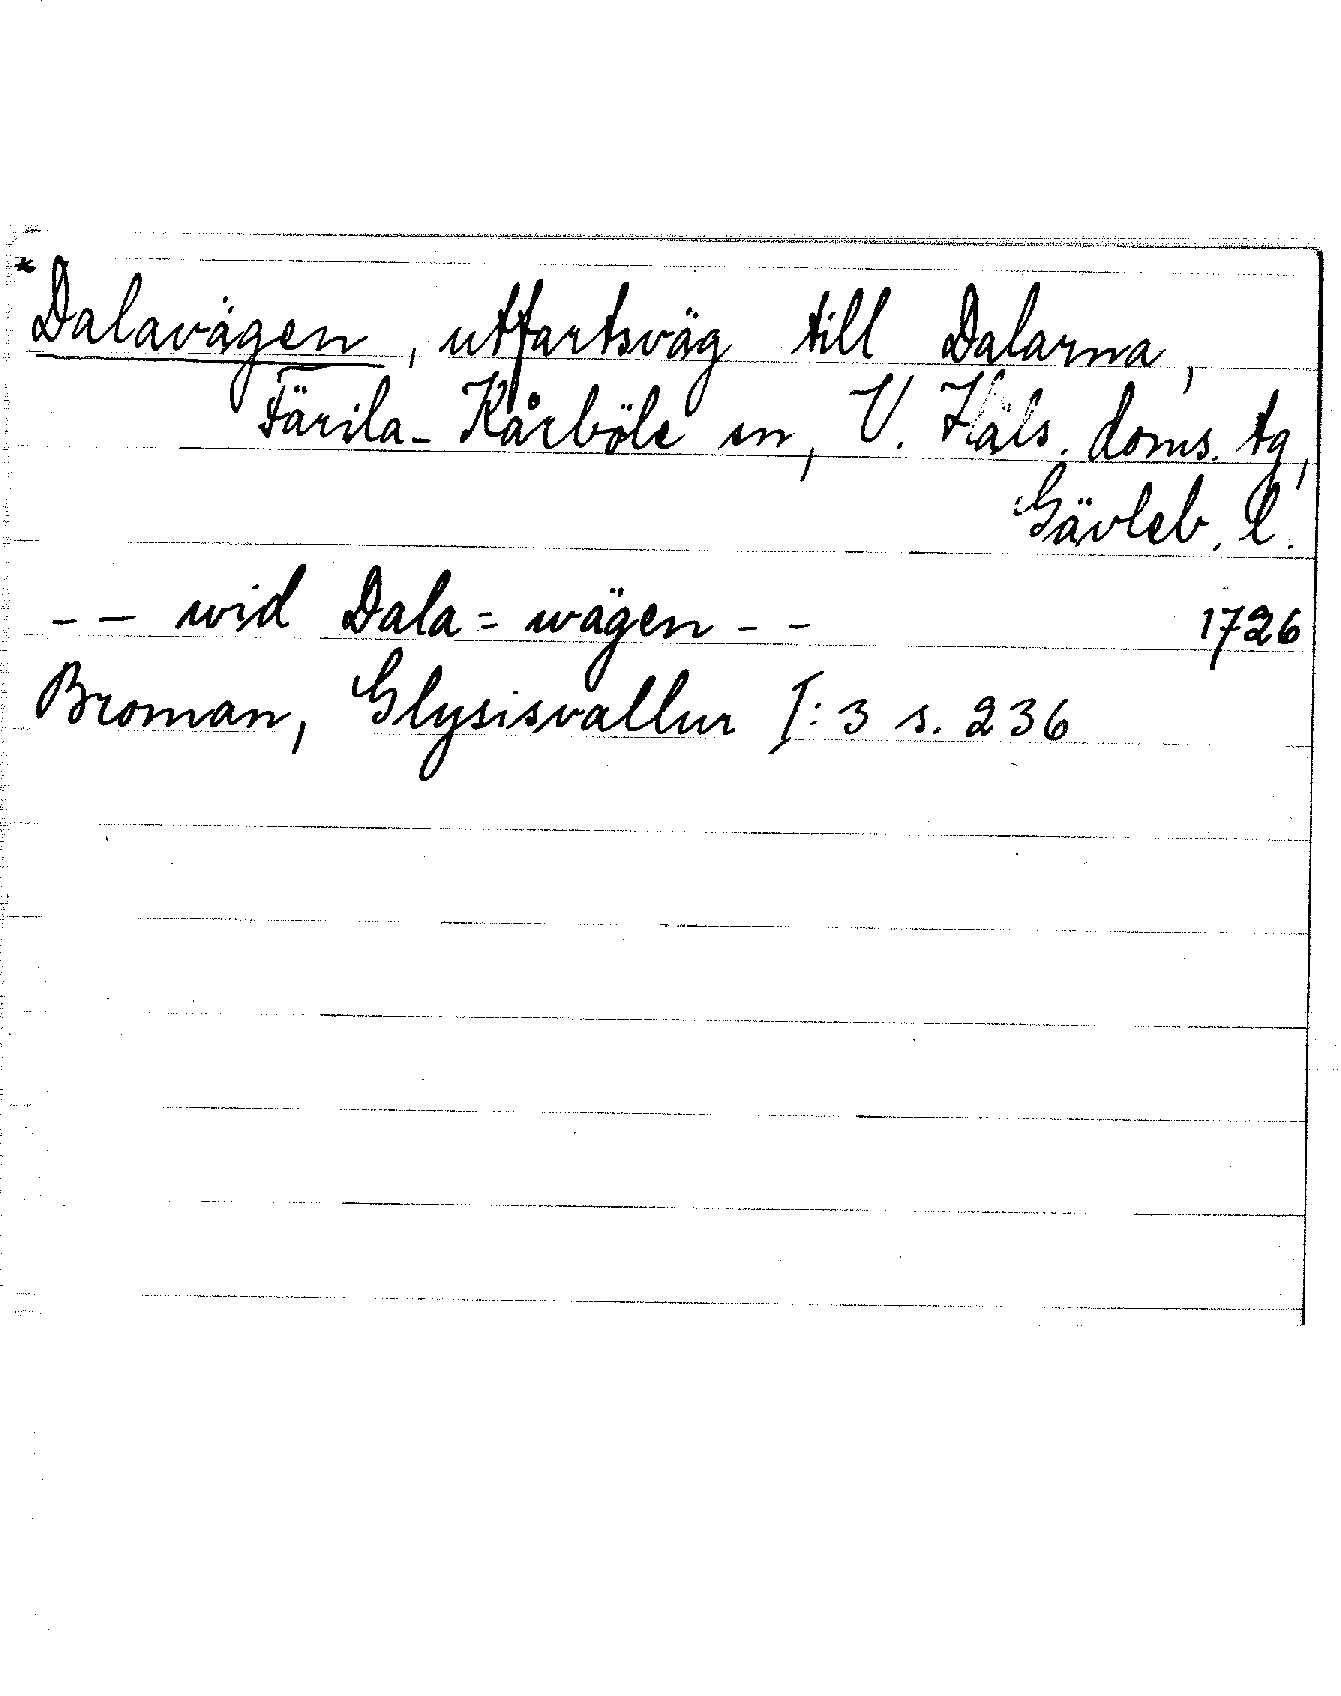 *Dalavägen, utfartsväg till Dalarna,
Färila-Kårböle sn, V. Häls. doms. tg,
Gävleb. l.
-- wid Dala=wägen -- 1726
Broman, Glysisvallur I:3 s. 236